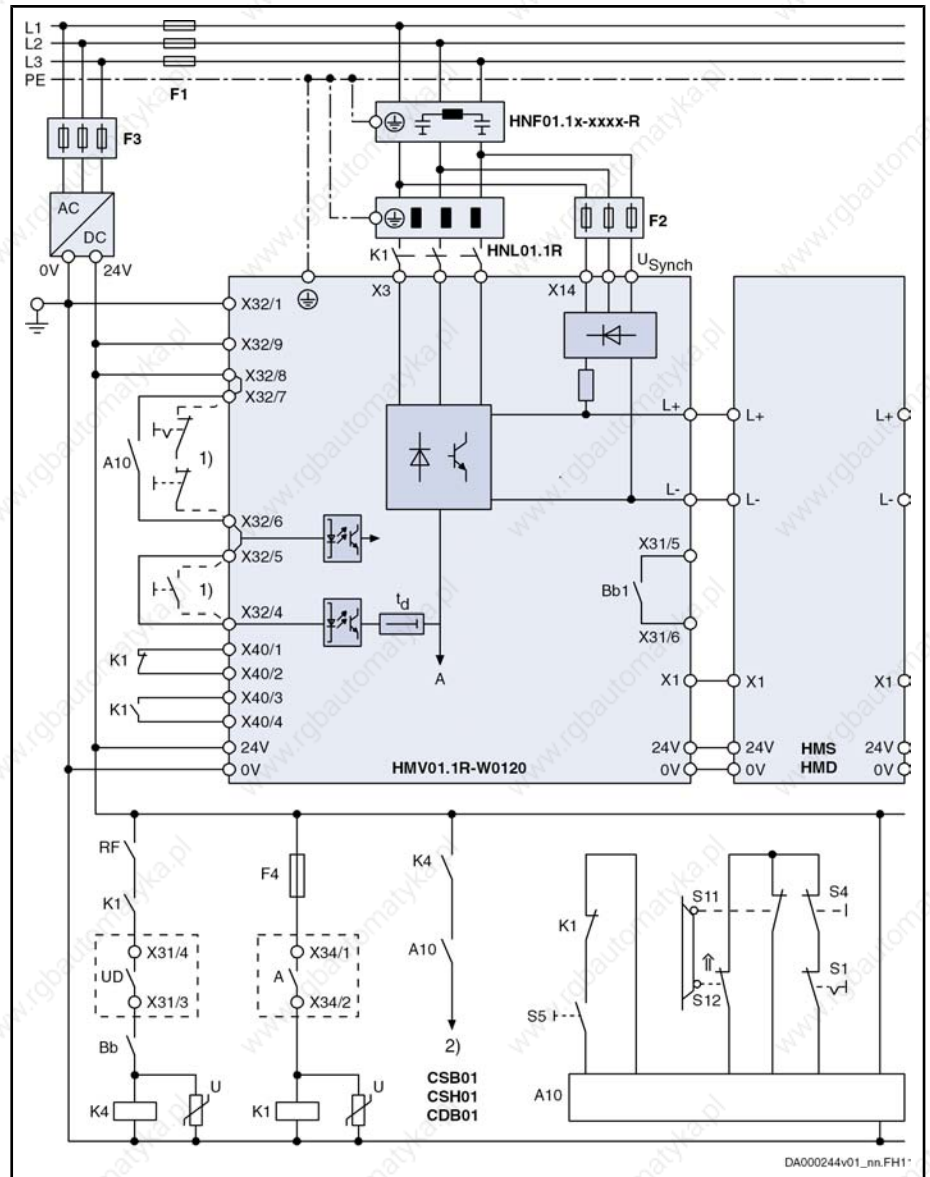 L1
L2
L3
PE
F1
F3
HNF01.1x-xxxx-R
AC
DC
F2
0V 24V
K1 HNL01.1R
USynch
X3 X14
X32/1
X32/9
X32/8
X32/7
L+ L+ L+
A10 1)
L- L- L-
X32/6
X31/5
X32/5
1) Bb1
X32/4 td
X31/6
X40/1
K1
X40/2
A
X1 X1 X1
X40/3
K1
X40/4
24V 24V 24V HMS 24V
0V HMV01.1R-W0120 0V 0V HMD 0V
RF
K4
F4
S11 S4
K1
K1
X31/4 X34/1 A10
UD A S1
X31/3 X34/2 S12
S5
Bb 2)
U U CSB01
K4 K1 CSH01
CDB01
A10
DA000244v01_nn.FH11
www.rgbautomatyka.pl